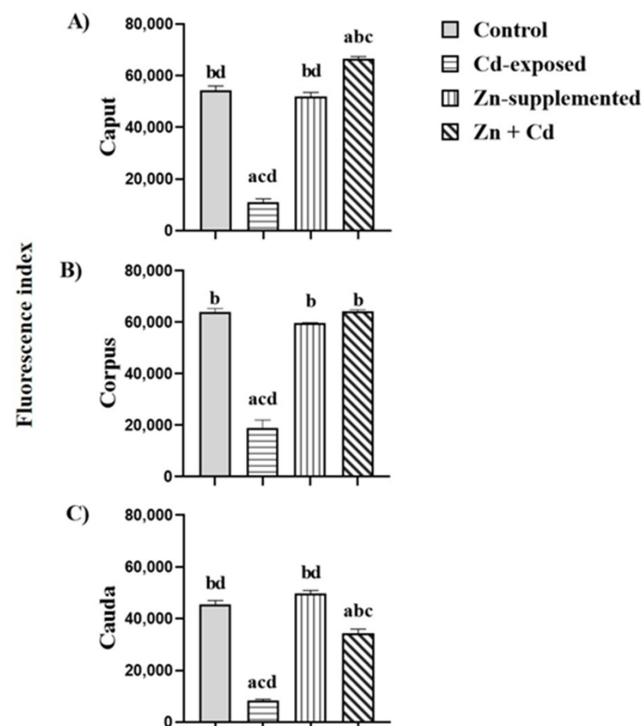 A)
Caput
80,000
60,000
40,000
20,000
0
bd
acd
bd
abc
Control
Cd-exposed
Zn-supplemented
Zn + Cd
Fluorescence index
B)
Corpus
80,000
60,000
40,000
20,000
0
b
acd
b
b
C)
Cauda
80,000
60,000
40,000
20,000
0
bd
acd
bd
abc